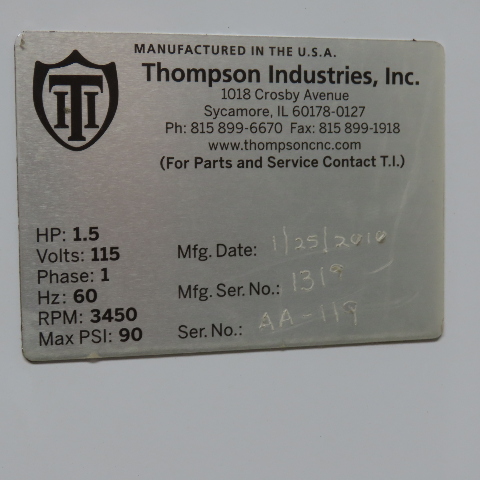 MANUFACTURED IN THE U.S.A.
TI
Thompson Industries, Inc.
1018 Crosby Avenue
Sycamore, IL 60178-0127
Ph: 815 899-6670 Fax: 815 899-1918
www.thompsoncnc.com
(For Parts and Service Contact T.I.)
HP: 1.5
Volts: 115
Phase: 1
Hz: 60
RPM: 3450
Max PSI: 90
Mfg. Date: 1/25/2010
Mfg. Ser. No.: 1319
Ser. No.: AA-119